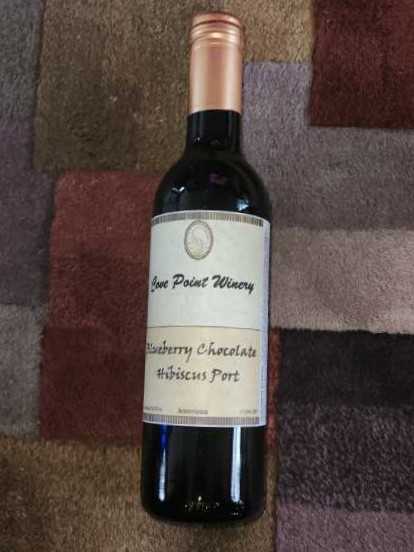 Cove Point Winery
Blueberry Chocolate
Hibiscus Port